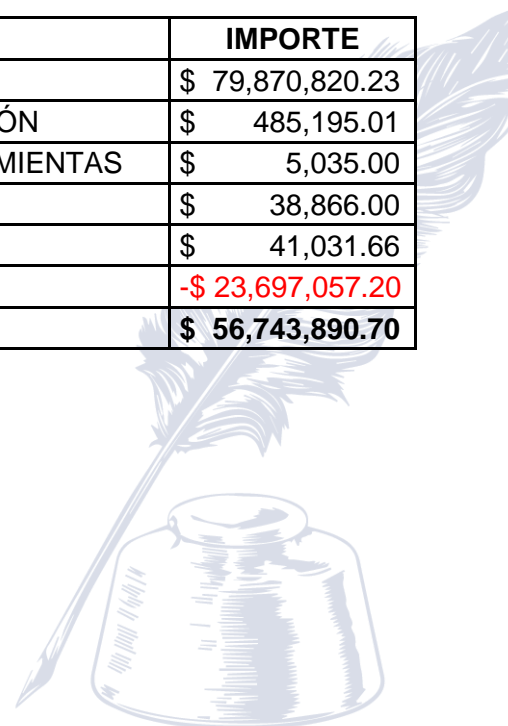 IMPORTE
$ 79,870,820.23
ÓN $ 485,195.01
MIENTAS $ 5,035.00
$ 38,866.00
$ 41,031.66
-$ 23,697,057.20
$ 56,743,890.70